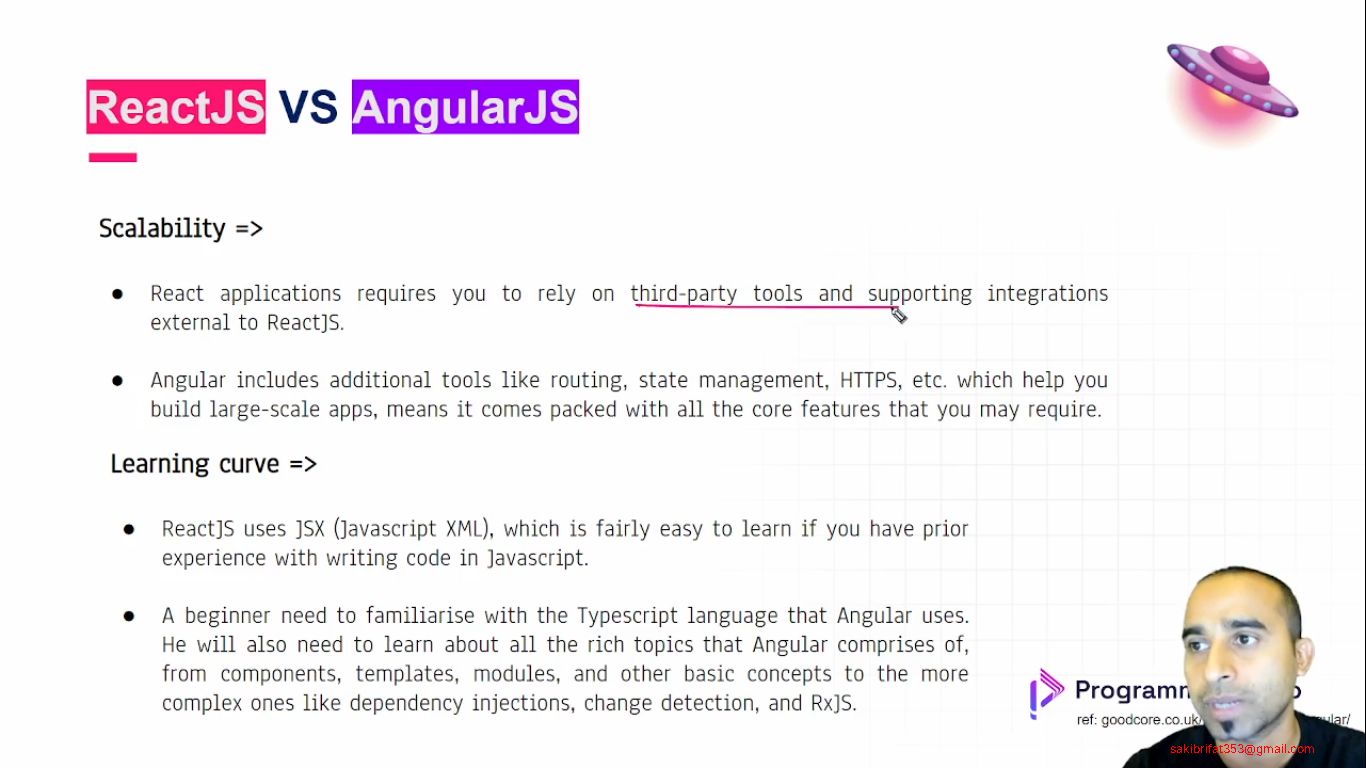 ReactJS VS AngularJS
Scalability =>
● React applications requires you to rely on third-party tools and supporting integrations
external to ReactJS.
● Angular includes additional tools like routing, state management, HTTPS, etc. which help you
build large-scale apps, means it comes packed with all the core features that you may require.
Learning curve =>
● ReactJS uses JSX (Javascript XML), which is fairly easy to learn if you have prior
experience with writing code in Javascript.
● A beginner need to familiarise with the Typescript language that Angular uses.
He will also need to learn about all the rich topics that Angular comprises of,
from components, templates, modules, and other basic concepts to the more
complex ones like dependency injections, change detection, and RxJS.
ref: goodcore.co.uk/
sakibrifat353@gmail.com